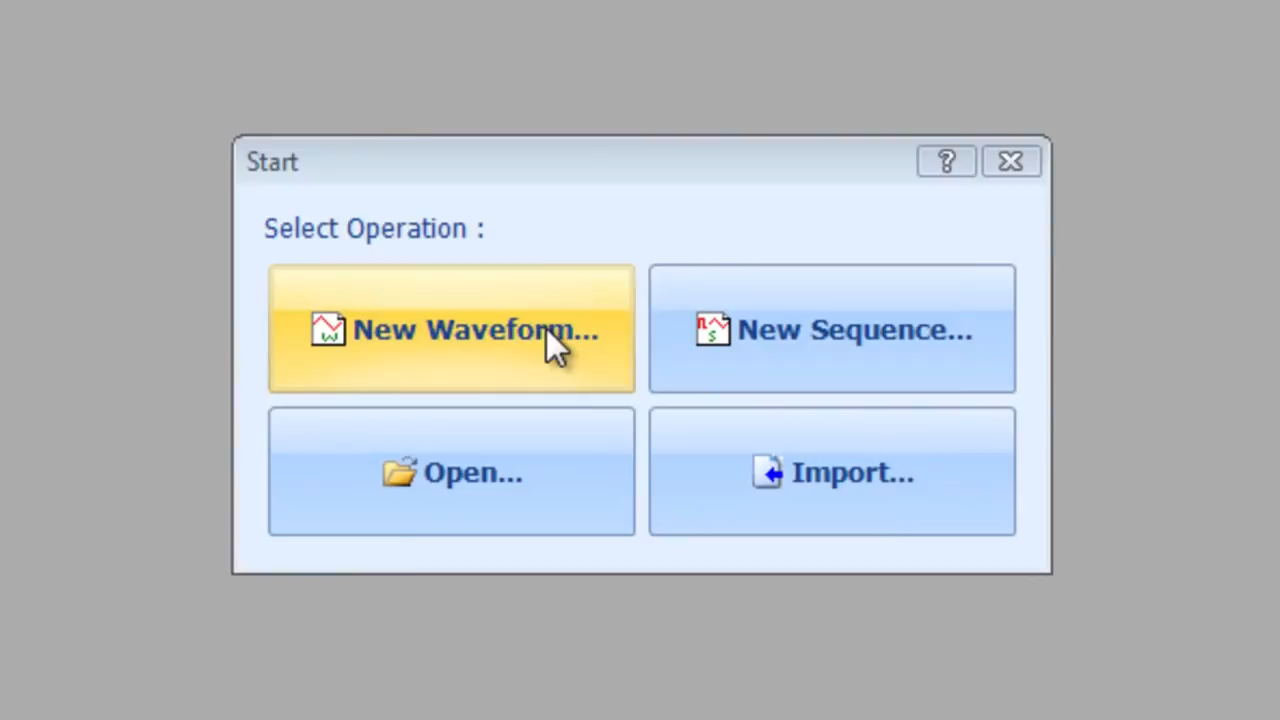 Start
Select Operation :
New Waveform...
New Sequence...
Open...
Import...